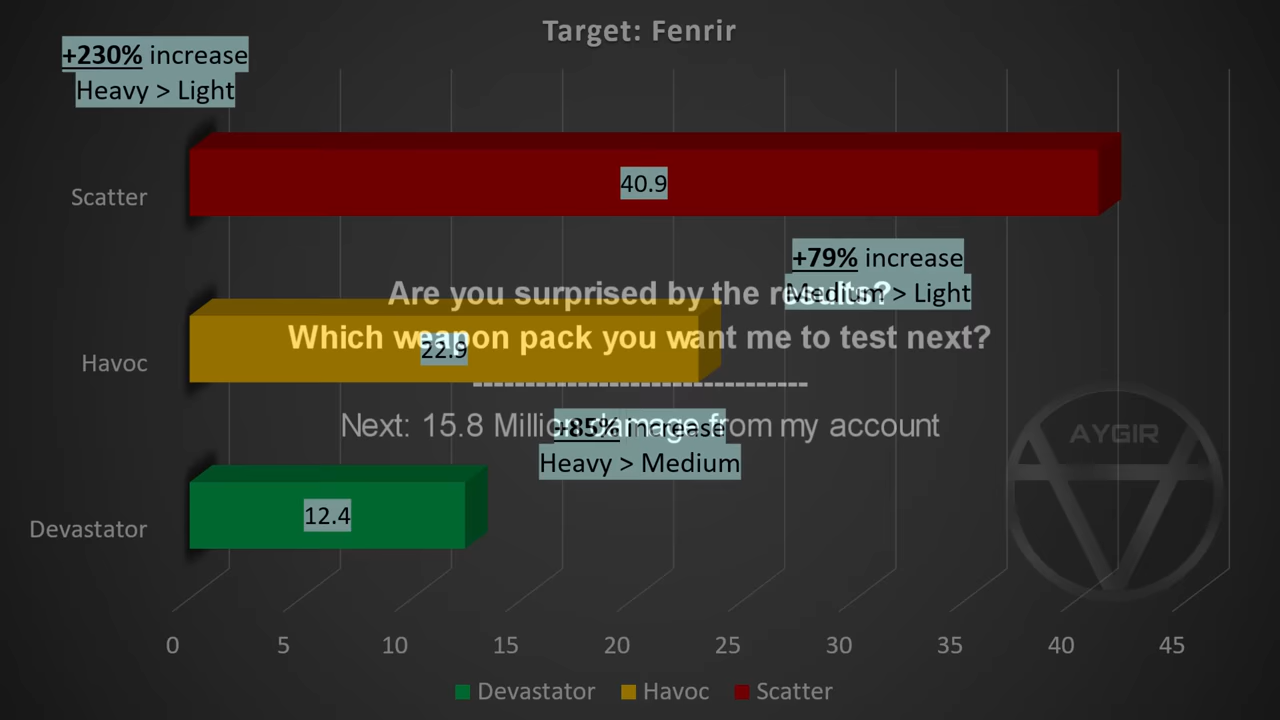 Target: Fenrir
+230% increase
Heavy > Light
Scatter
40.9
+79% increase
Medium > Light
Are you surprised by the results?
Which weapon pack you want me to test next?
Havoc
22.9
--------------------------------
Next: 15.8 Million damage from my account
+85% increase
Heavy > Medium
AYGIR
Devastator
12.4
0 5 10 15 20 25 30 35 40 45
Devastator Havoc Scatter